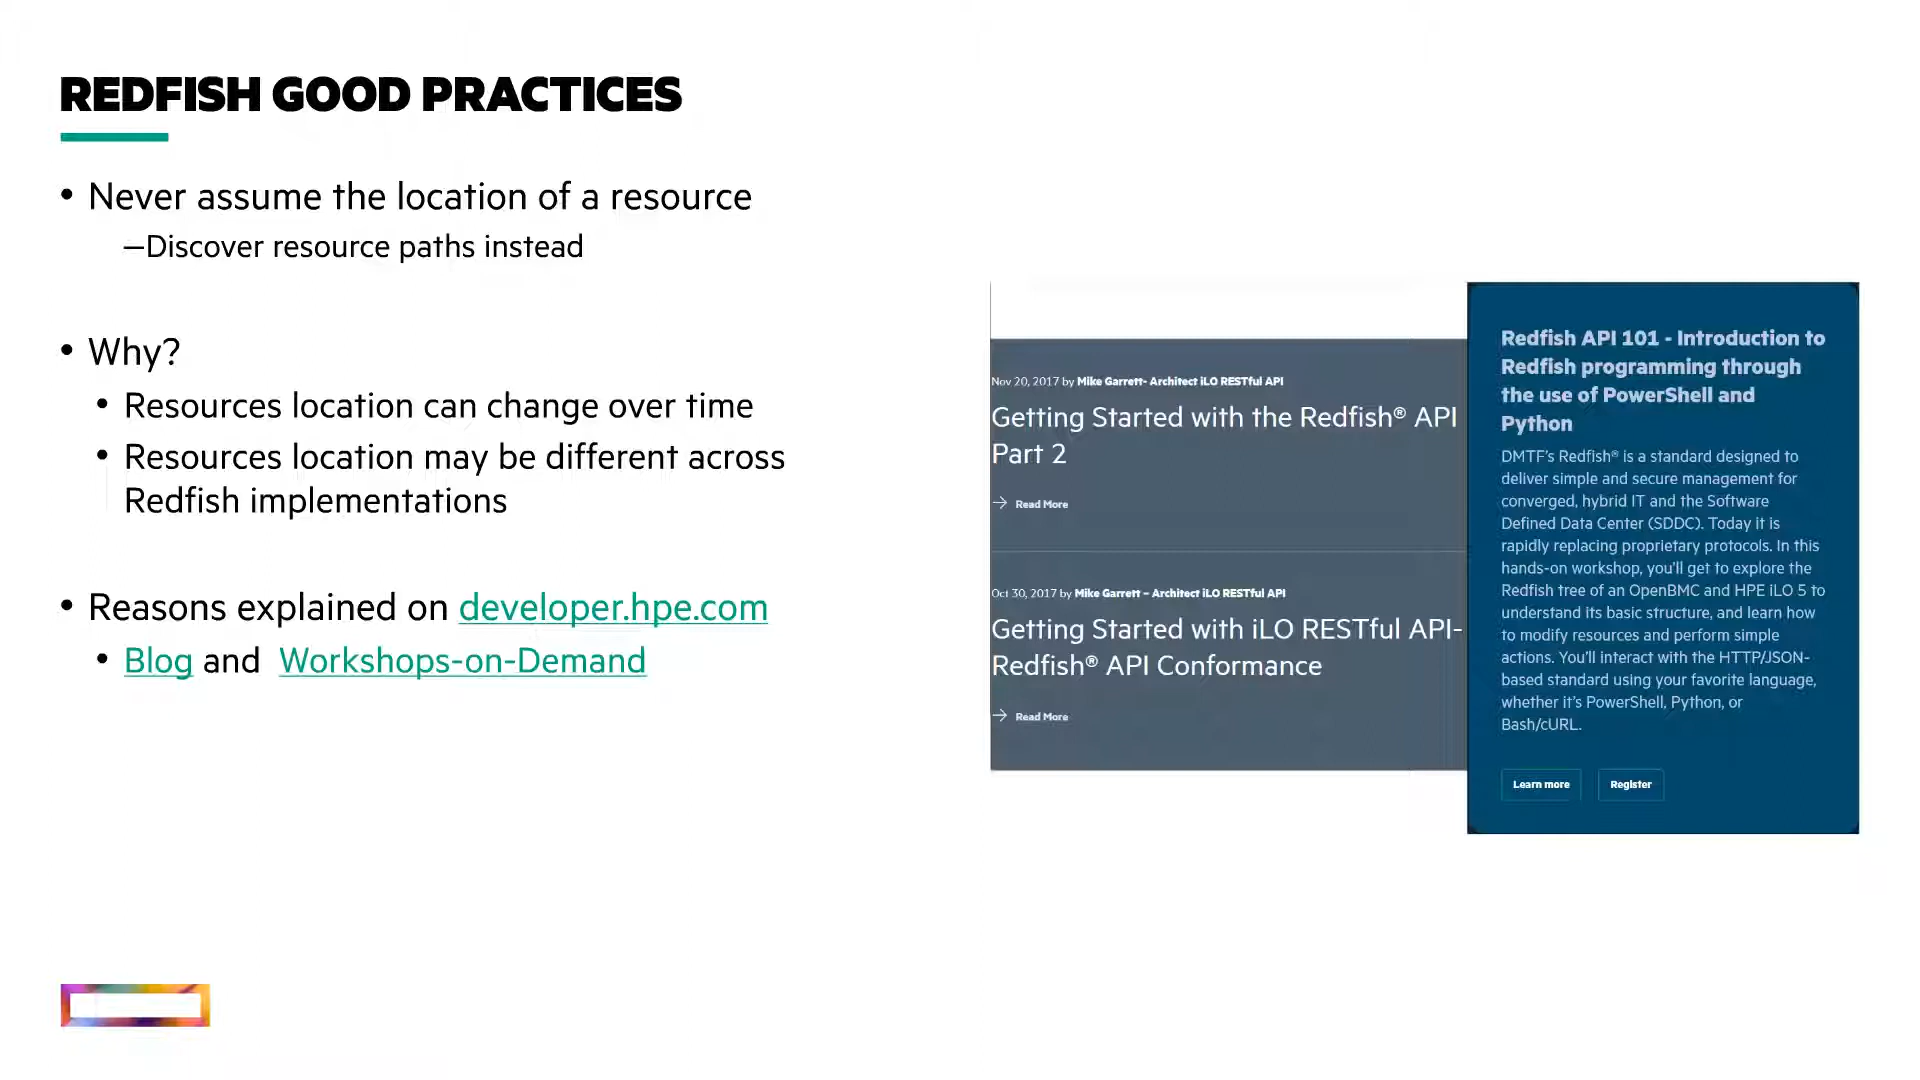 REDFISH GOOD PRACTICES
• Never assume the location of a resource
–Discover resource paths instead
• Why?
• Resources location can change over time
• Resources location may be different across
Redfish implementations
• Reasons explained on developer.hpe.com
• Blog and Workshops-on-Demand
Nov 20, 2017 by Mike Garrett- Architect iLO RESTful API
Getting Started with the Redfish® API
Part 2
→ Read More
Oct 30, 2017 by Mike Garrett – Architect iLO RESTful API
Getting Started with iLO RESTful API-
Redfish® API Conformance
→ Read More
Redfish API 101 - Introduction to
Redfish programming through
the use of PowerShell and
Python
DMTF's Redfish® is a standard designed to
deliver simple and secure management for
converged, hybrid IT and the Software
Defined Data Center (SDDC). Today it is
rapidly replacing proprietary protocols. In this
hands-on workshop, you'll get to explore the
Redfish tree of an OpenBMC and HPE iLO 5 to
understand its basic structure, and learn how
to modify resources and perform simple
actions. You'll interact with the HTTP/JSON-
based standard using your favorite language,
whether it's PowerShell, Python, or
Bash/cURL.
Learn more
Register